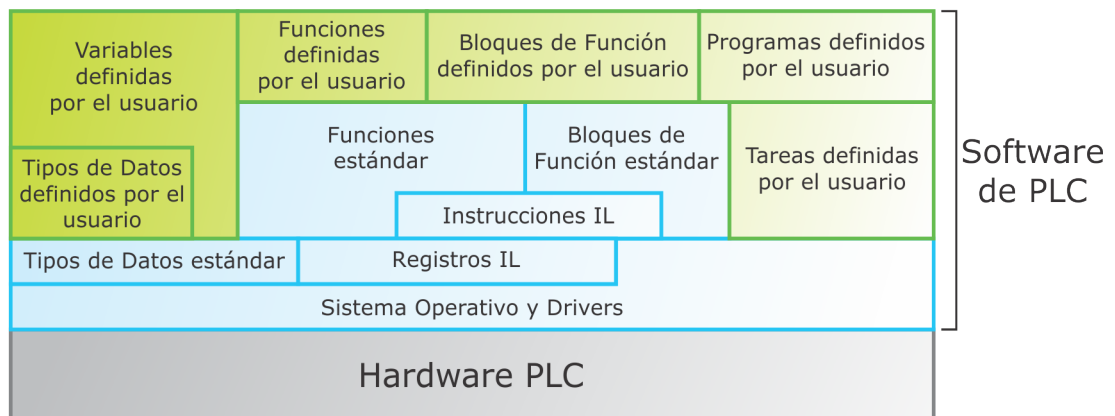 Variables
definidas
por el usuario
Funciones
definidas
por el usuario
Bloques de Función
definidos por el usuario
Programas definidos
por el usuario
Tipos de Datos
definidos por el
usuario
Funciones
estándar
Bloques de
Función estándar
Tareas definidas
por el usuario
Instrucciones IL
Tipos de Datos estándar
Registros IL
Sistema Operativo y Drivers
Hardware PLC
Software
de PLC